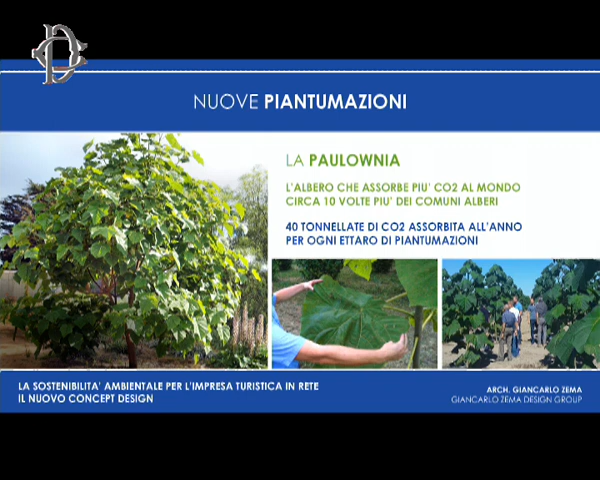 NUOVE PIANTUMAZIONI
LA PAULOWNIA
L'ALBERO CHE ASSORBE PIU' CO2 AL MONDO
CIRCA 10 VOLTE PIU' DEI COMUNI ALBERI
40 TONNELLATE DI CO2 ASSORBITA ALL'ANNO
PER OGNI ETTARO DI PIANTUMAZIONI
LA SOSTENIBILITA' AMBIENTALE PER L'IMPRESA TURISTICA IN RETE
IL NUOVO CONCEPT DESIGN
ARCH. GIANCARLO ZEMA
GIANCARLO ZEMA DESIGN GROUP